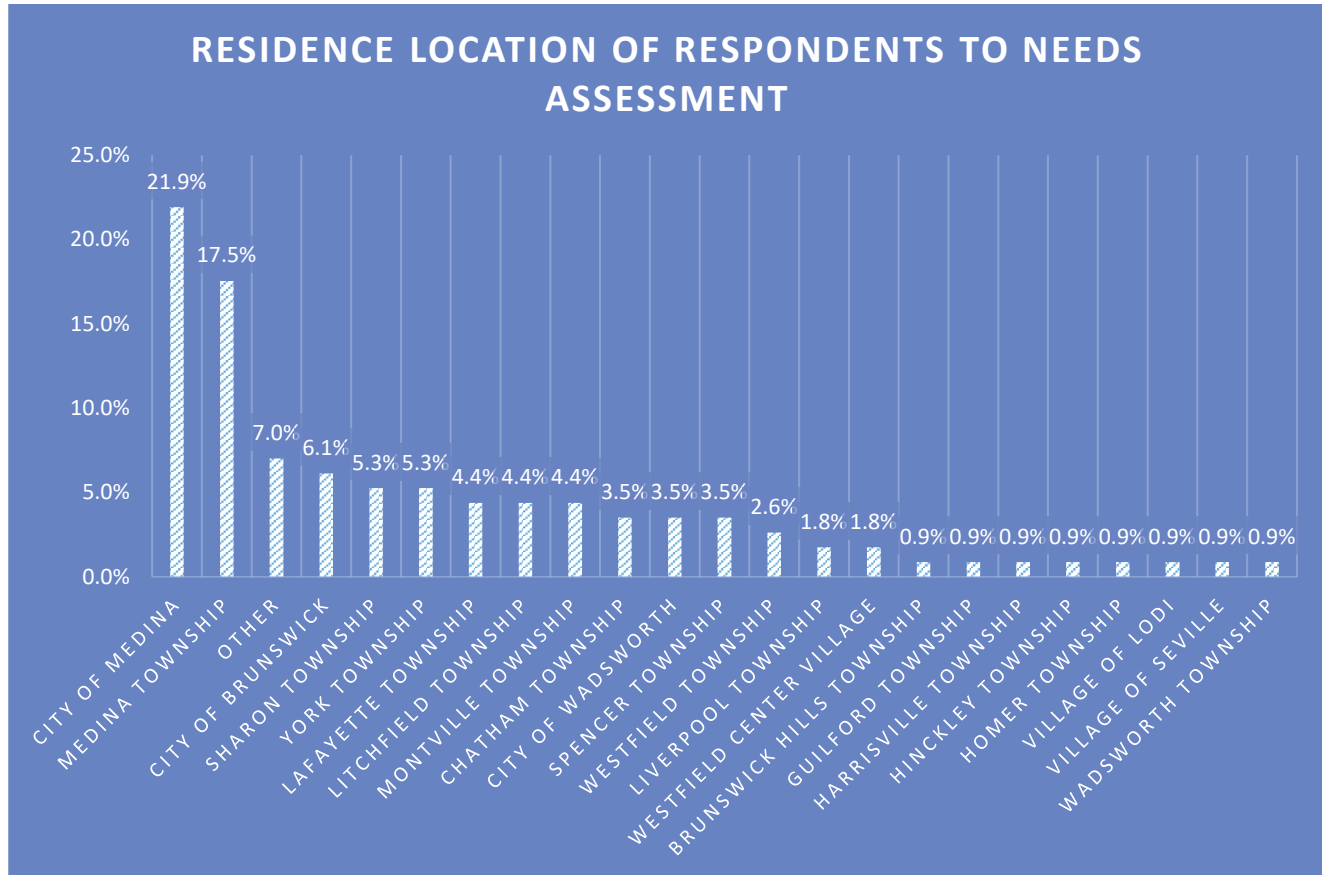 RESIDENCE LOCATION OF RESPONDENTS TO NEEDS
ASSESSMENT
25.0%
20.0%
15.0%
10.0%
5.0%
0.0%
21.9%
17.5%
7.0%
6.1%
5.3%
5.3%
4.4%
4.4%
4.4%
3.5%
3.5%
3.5%
2.6%
1.8%
1.8%
0.9%
0.9%
0.9%
0.9%
0.9%
0.9%
0.9%
0.9%
CITY OF MEDINA
MEDINA TOWNSHIP
OTHER
CITY OF BRUNSWICK
SHARON TOWNSHIP
YORK TOWNSHIP
LAFAYETTE TOWNSHIP
LITCHFIELD TOWNSHIP
MONTVILLE TOWNSHIP
CHATHAM TOWNSHIP
CITY OF WADSWORTH
SPENCER TOWNSHIP
WESTFIELD TOWNSHIP
LIVERPOOL TOWNSHIP
WESTFIELD CENTER VILLAGE
BRUNSWICK HILLS TOWNSHIP
GUILFORD TOWNSHIP
HARRISVILLE TOWNSHIP
HINCKLEY TOWNSHIP
HOMER TOWNSHIP
VILLAGE OF LODI
VILLAGE OF SEVILLE
WADSWORTH TOWNSHIP